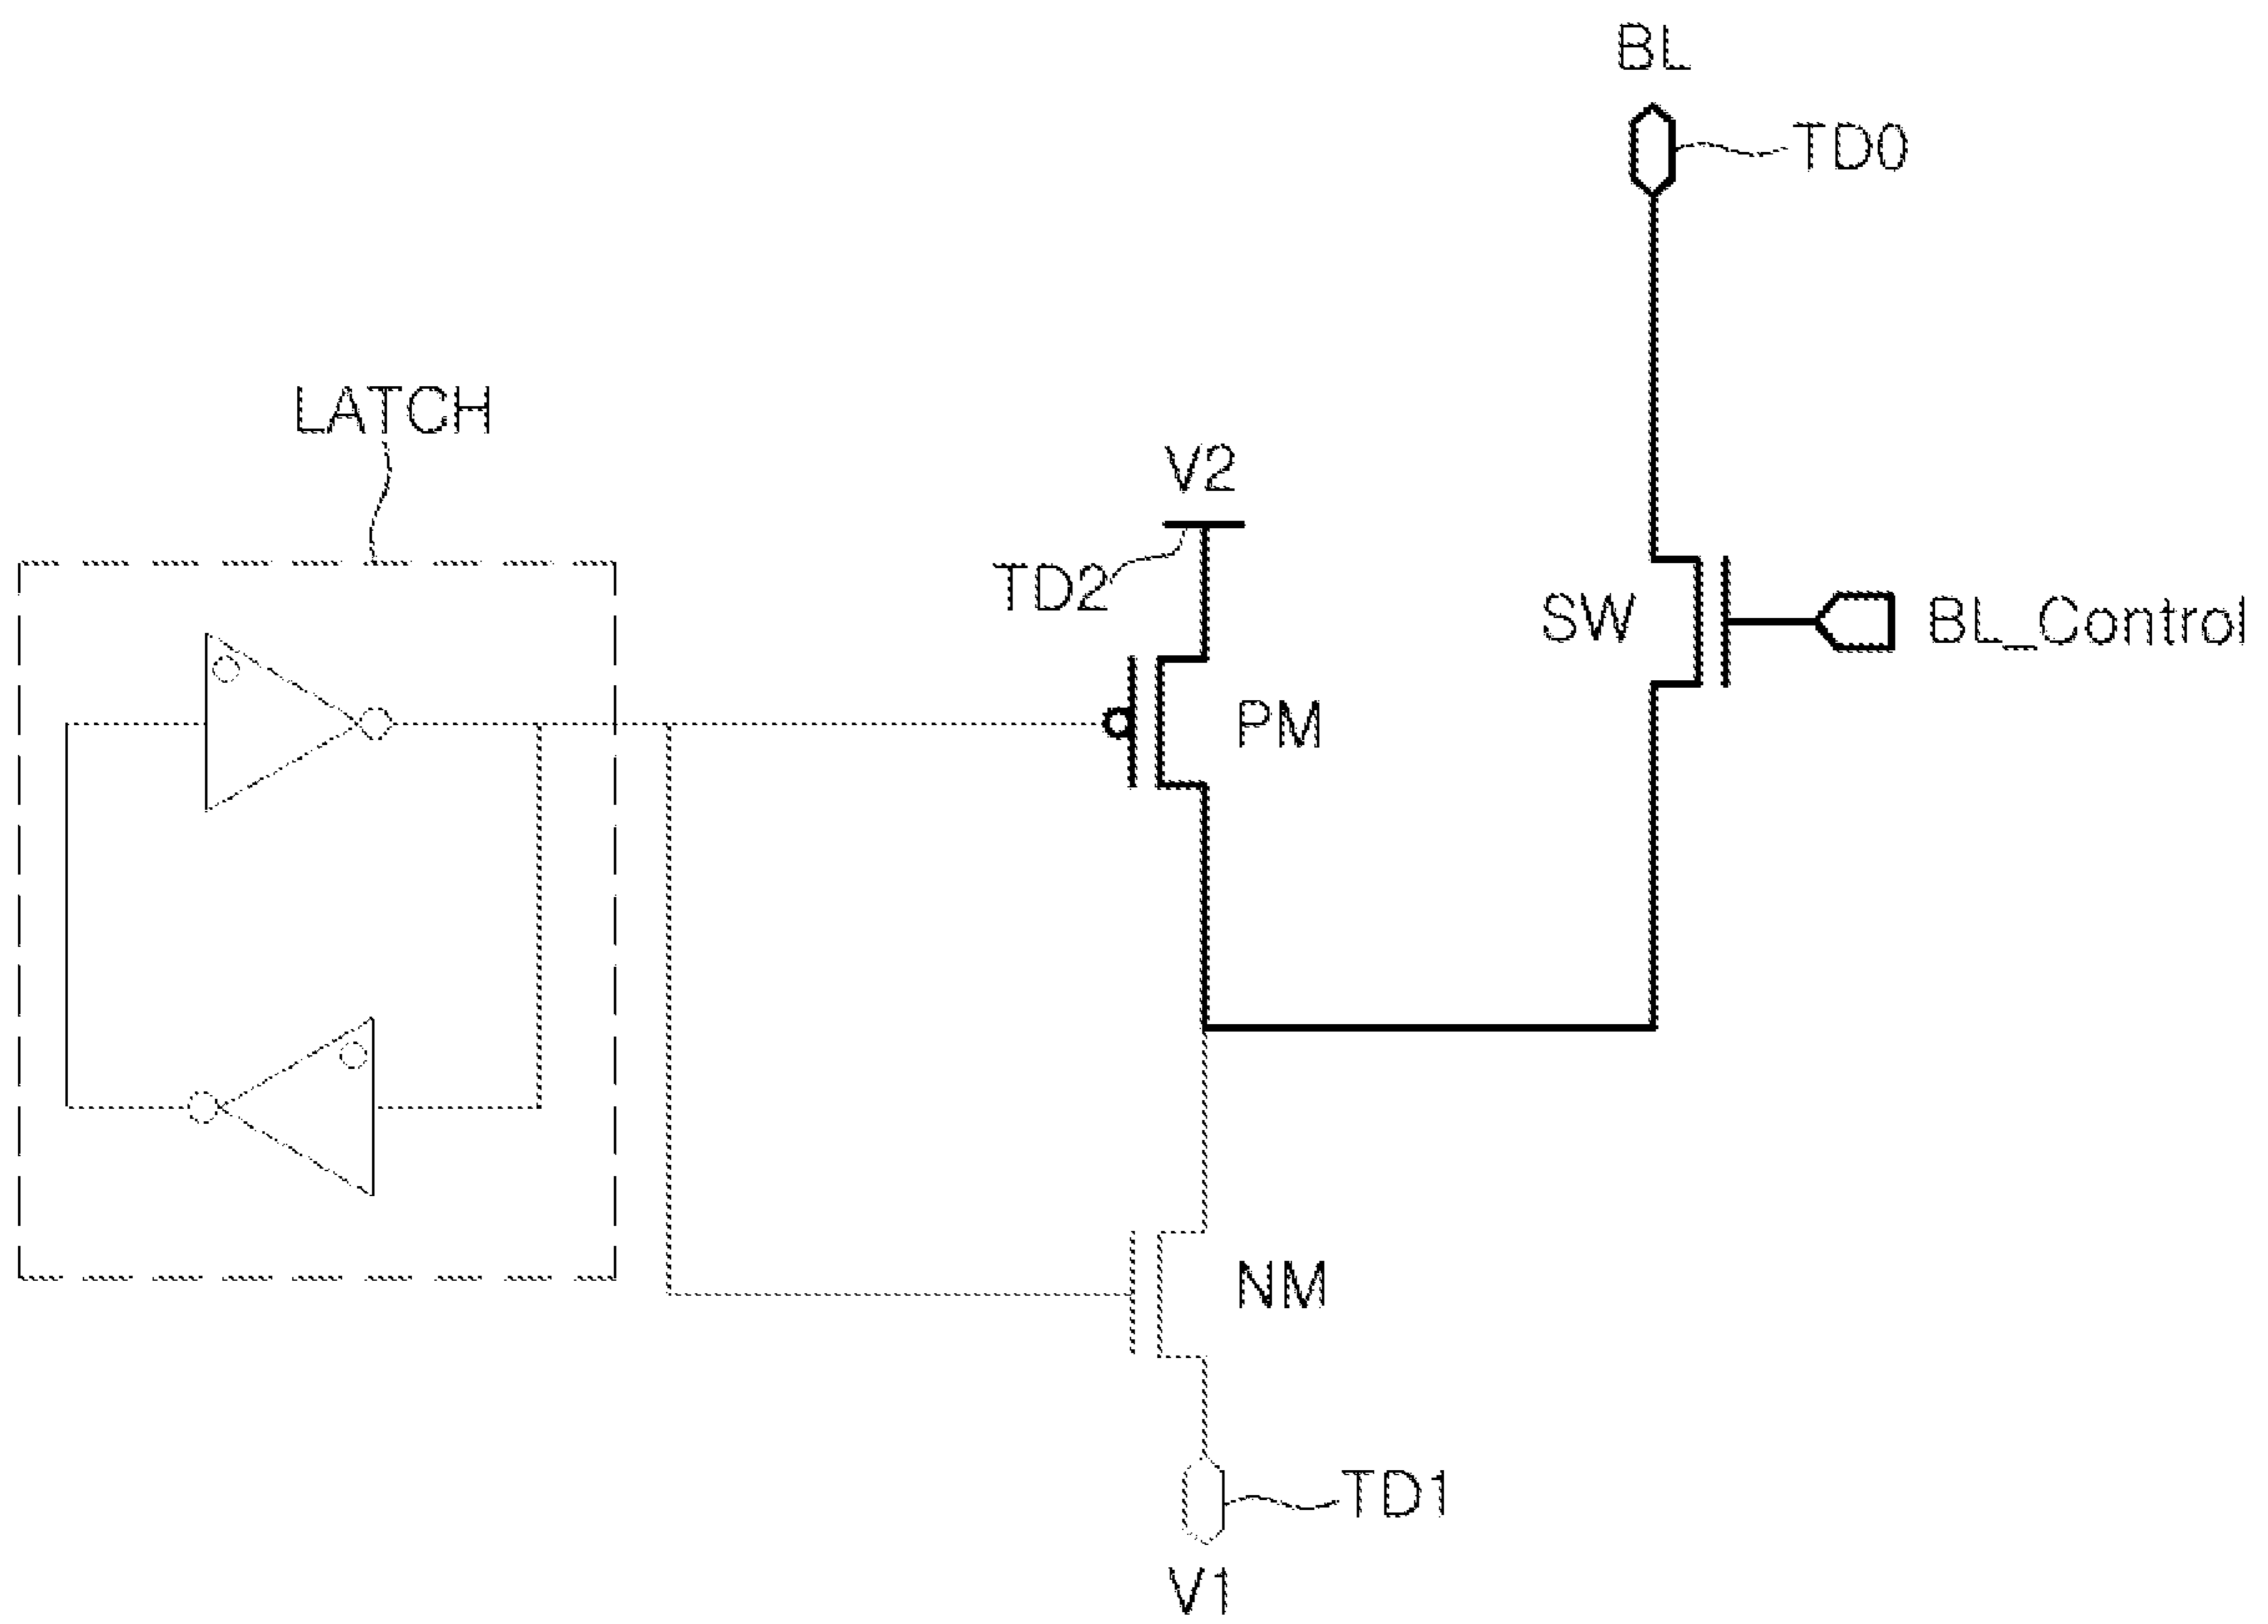 BL
TD0
LATCH
V2
TD2
SW
BL_Control
PM
NM
TD1
V1